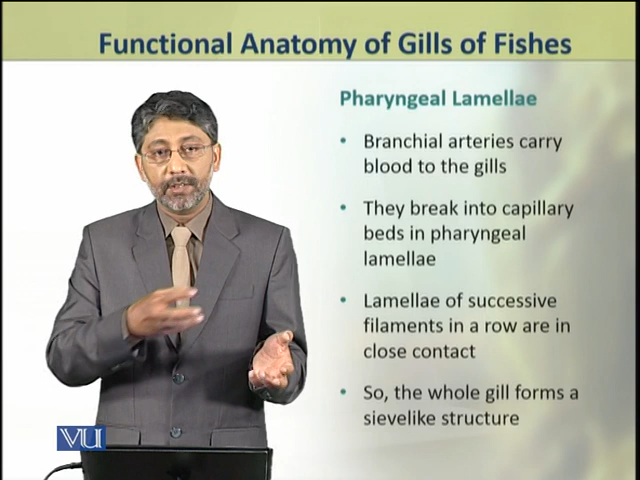 Functional Anatomy of Gills of Fishes
Pharyngeal Lamellae
• Branchial arteries carry
blood to the gills
• They break into capillary
beds in pharyngeal
lamellae
• Lamellae of successive
filaments in a row are in
close contact
• So, the whole gill forms a
sievelike structure
VU